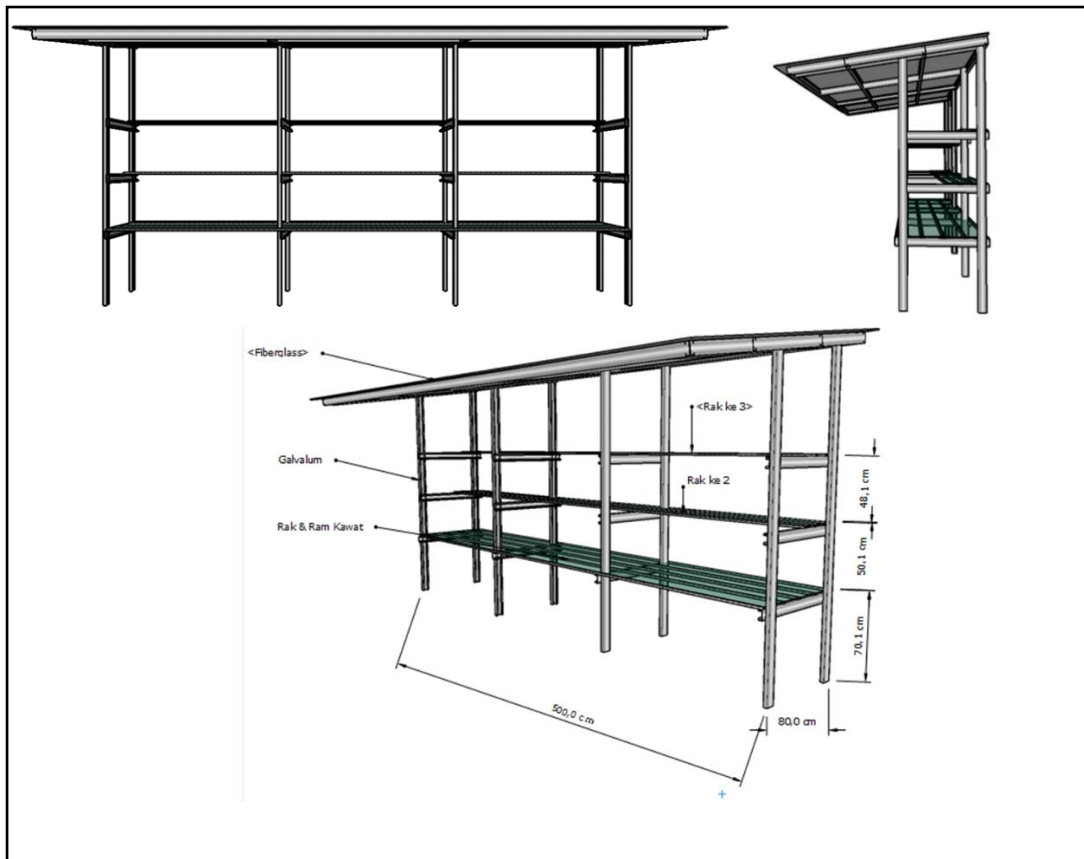 <Fiberglass>
<Rak ke 3>
Galvalum
Rak ke 2
Rak & Ram Kawat
48,1 cm
50,1 cm
70,1 cm
500,0 cm
80,0 cm